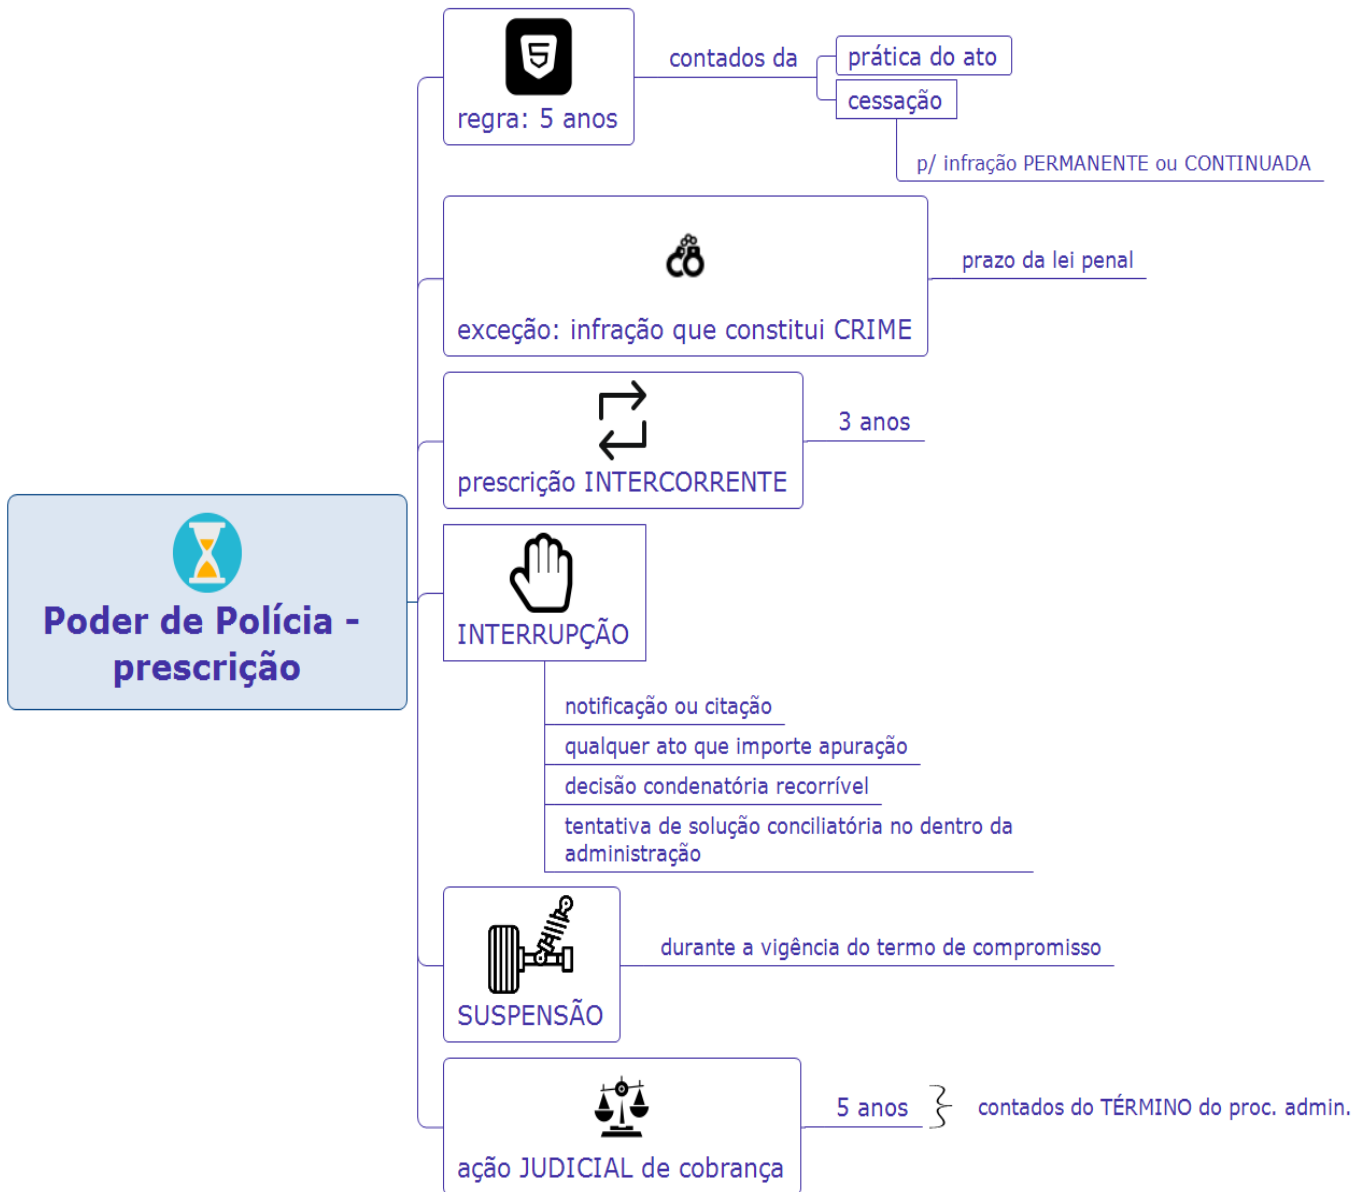 regra: 5 anos
contados da
prática do ato
cessação
p/ infração PERMANENTE ou CONTINUADA
exceção: infração que constitui CRIME
prazo da lei penal
prescrição INTERCORRENTE
3 anos
Poder de Polícia -
prescrição
INTERRUPÇÃO
notificação ou citação
qualquer ato que importe apuração
decisão condenatória recorrível
tentativa de solução conciliatória no dentro da
administração
SUSPENSÃO
durante a vigência do termo de compromisso
ação JUDICIAL de cobrança
5 anos
contados do TÉRMINO do proc. admin.